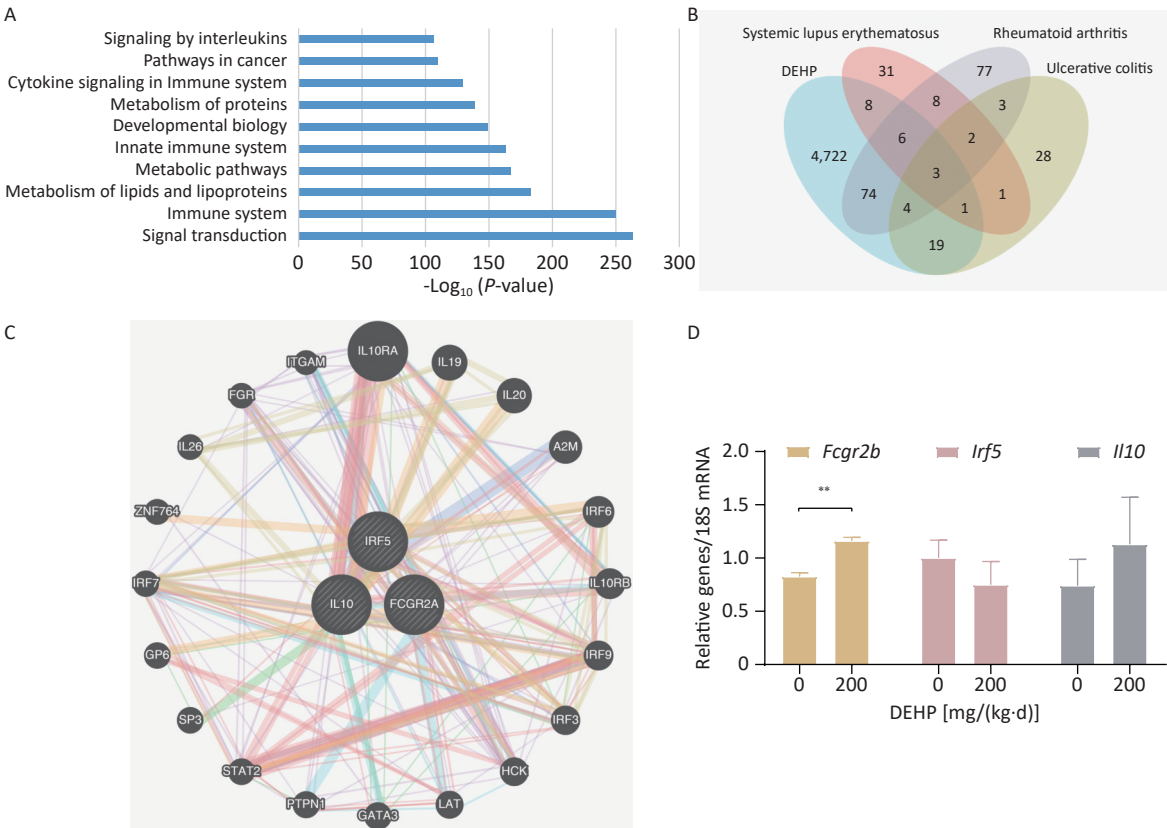 A
Signaling by interleukins
Pathways in cancer
Cytokine signaling in Immune system
Metabolism of proteins
Developmental biology
Innate immune system
Metabolic pathways
Metabolism of lipids and lipoproteins
Immune system
Signal transduction
0 50 100 150 200 250 300
-Log10 (P-value)
B
Systemic lupus erythematosus
Rheumatoid arthritis
DEHP
Ulcerative colitis
31
77
8
8
3
6
2
4,722
28
3
74
4
1
1
19
C
IL10RA
ITGAM
IL19
FGR
IL20
IL26
A2M
ZNF764
IRF6
IRF5
IRF7
IL10RB
IL10
FCGR2A
GP6
IRF9
SP3
IRF3
STAT2
HCK
PTPN1
LAT
GATA3
D
Fcgr2b
Irf5
Il10
**
Relative genes/18S mRNA
2.0
1.5
1.0
0.5
0
0 200 0 200 0 200
DEHP [mg/(kg·d)]